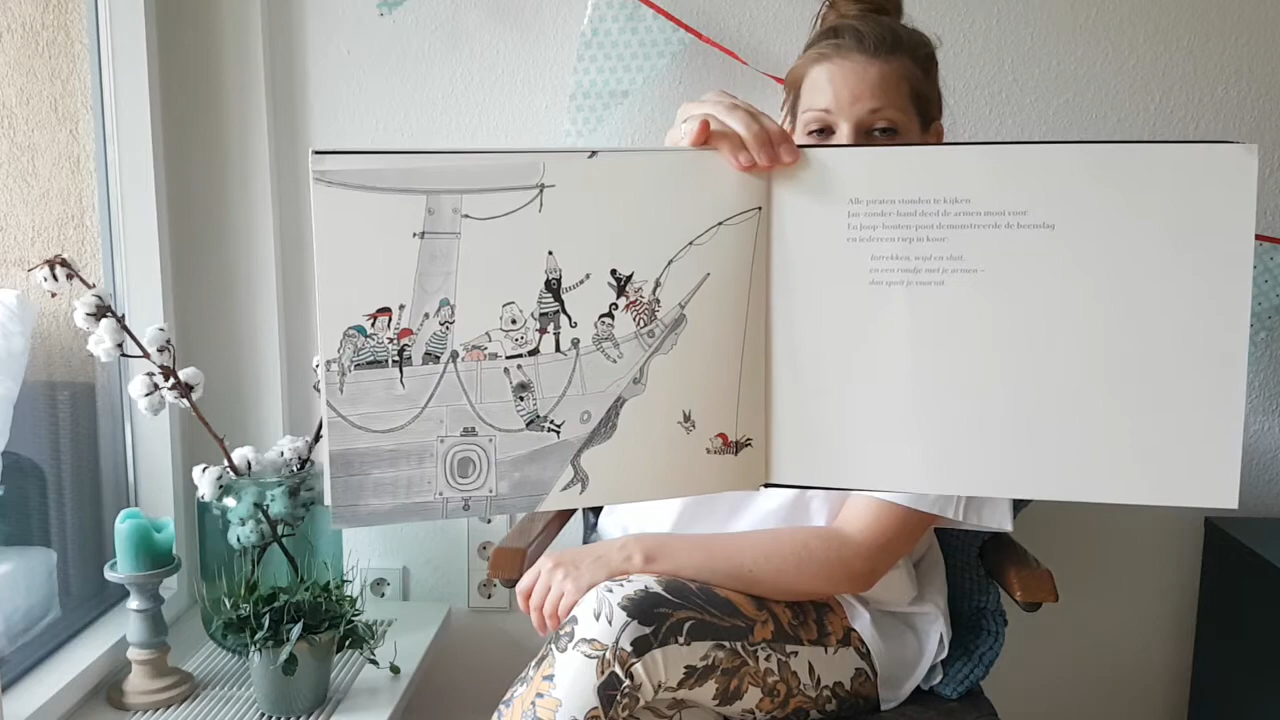 Alle piraten stonden te kijken
Jan-zonder-hand deed de armen mooi voor.
En Joop-houten-poot demonstreerde de beenslag
en iedereen riep in koor:
Intrekken, wijd en sluit,
en een rondje met je armen –
dan spuit je vooruit.